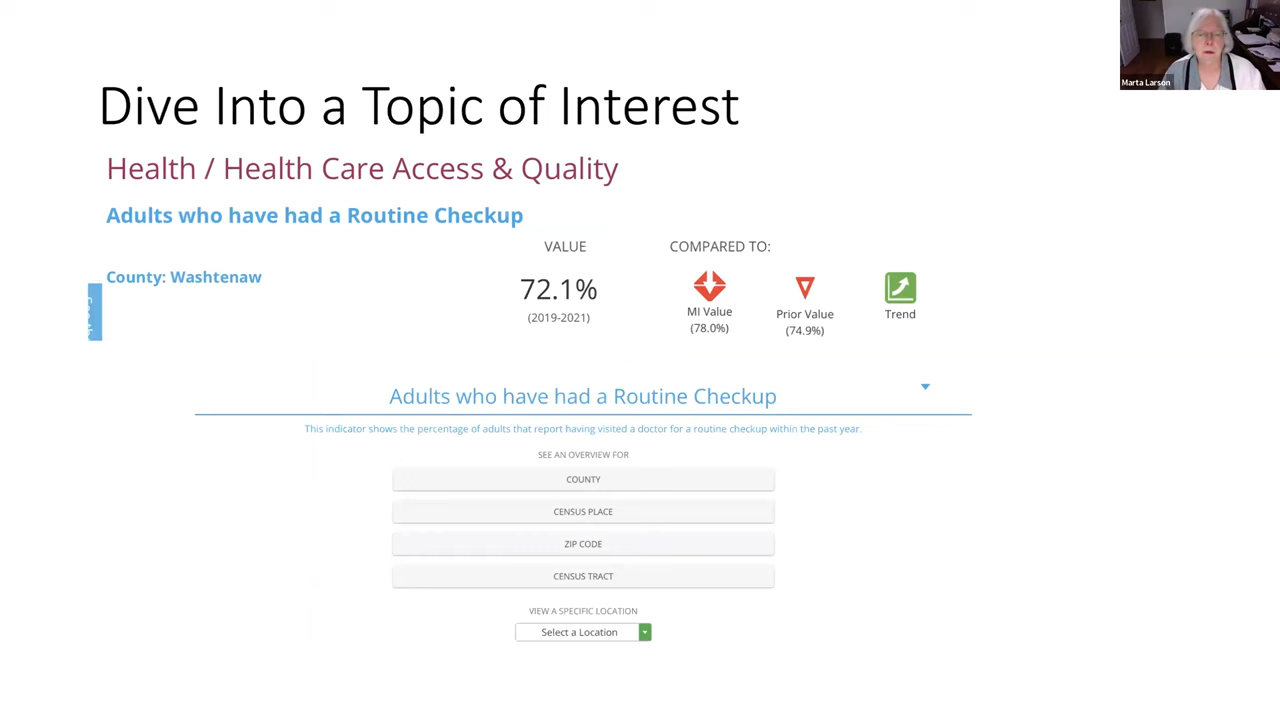 Dive Into a Topic of Interest
Marta Larson
Health / Health Care Access & Quality
Adults who have had a Routine Checkup
VALUE
COMPARED TO:
County: Washtenaw
72.1%
(2019-2021)
MI Value
(78.0%)
Prior Value
(74.9%)
Trend
Adults who have had a Routine Checkup
This indicator shows the percentage of adults that report having visited a doctor for a routine checkup within the past year.
SEE AN OVERVIEW FOR
COUNTY
CENSUS PLACE
ZIP CODE
CENSUS TRACT
VIEW A SPECIFIC LOCATION
Select a Location